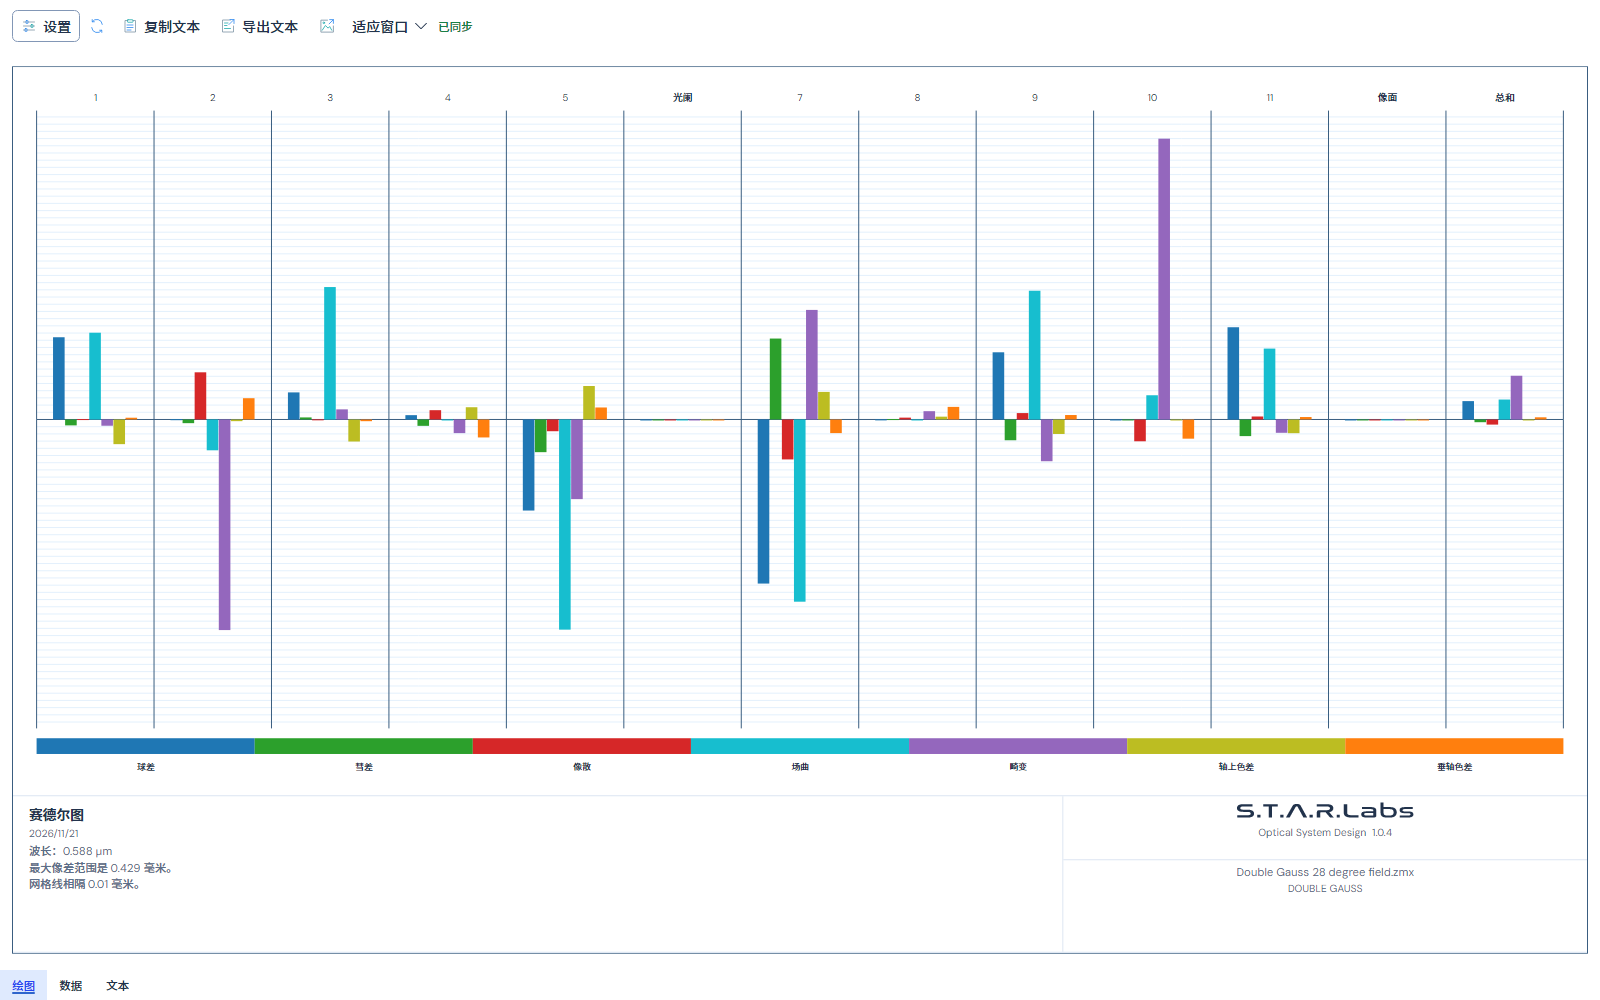 设置 复制文本 导出文本 适应窗口 已同步
1 2 3 4 5 光阑 7 8 9 10 11 像面 总和
球差 彗差 像散 场曲 畸变 轴上色差 垂轴色差
赛德尔图
2026/11/21
波长：0.588 µm
最大像差范围是 0.429 毫米。
网格线相隔 0.01 毫米。
S.T.A.R.Labs
Optical System Design 1.0.4
Double Gauss 28 degree field.zmx
DOUBLE GAUSS
绘图 数据 文本